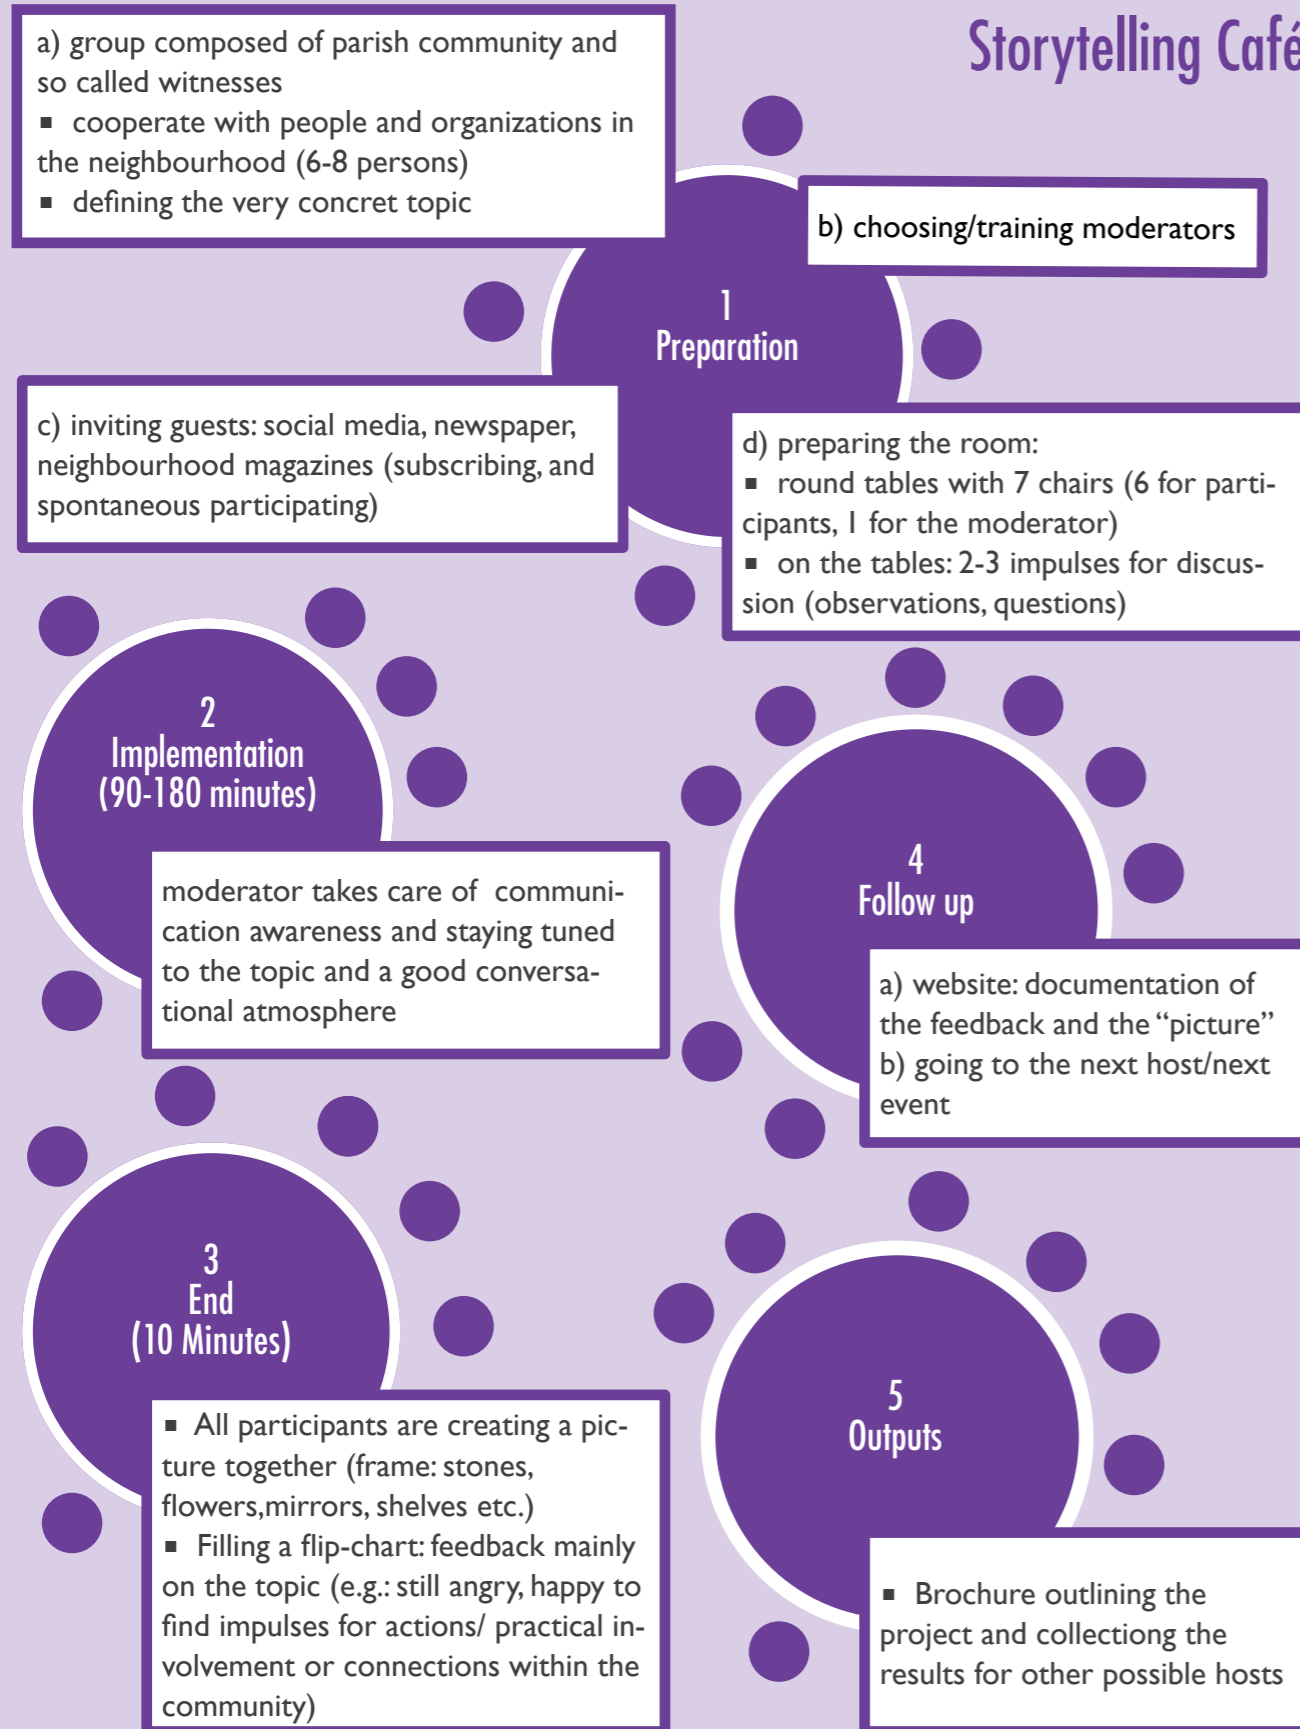 Storytelling Café
a) group composed of parish community and
so called witnesses
▪ cooperate with people and organizations in
the neighbourhood (6-8 persons)
▪ defining the very concret topic
b) choosing/training moderators
1
Preparation
c) inviting guests: social media, newspaper,
neighbourhood magazines (subscribing, and
spontaneous participating)
d) preparing the room:
▪ round tables with 7 chairs (6 for parti-
cipants, 1 for the moderator)
▪ on the tables: 2-3 impulses for discus-
sion (observations, questions)
2
Implementation
(90-180 minutes)
moderator takes care of communi-
cation awareness and staying tuned
to the topic and a good conversa-
tional atmosphere
3
End
(10 Minutes)
▪ All participants are creating a pic-
ture together (frame: stones,
flowers,mirrors, shelves etc.)
▪ Filling a flip-chart: feedback mainly
on the topic (e.g.: still angry, happy to
find impulses for actions/ practical in-
volvement or connections within the
community)
4
Follow up
a) website: documentation of
the feedback and the “picture”
b) going to the next host/next
event
5
Outputs
▪ Brochure outlining the
project and collectiong the
results for other possible hosts